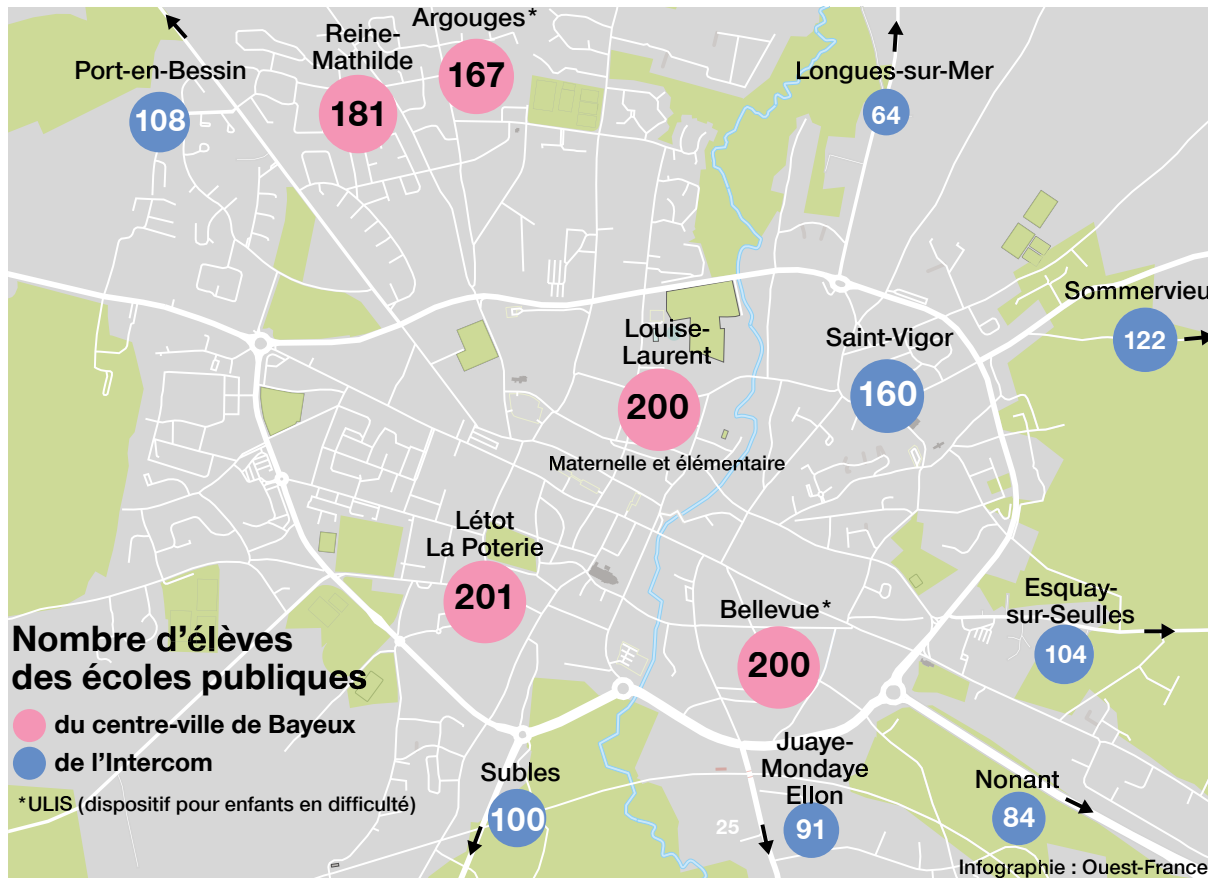 Argouges*
167
Reine-
Mathilde
181
Port-en-Bessin
108
Longues-sur-Mer
64
Sommervieu
122
Louise-
Laurent
200
Maternelle et élémentaire
Saint-Vigor
160
Létot
La Poterie
201
Bellevue*
200
Esquay-
sur-Seulles
104
Nombre d’élèves
des écoles publiques
du centre-ville de Bayeux
de l’Intercom
*ULIS (dispositif pour enfants en difficulté)
Subles
100
25
Juaye-
Mondaye
Ellon
91
Nonant
84
Infographie : Ouest-France